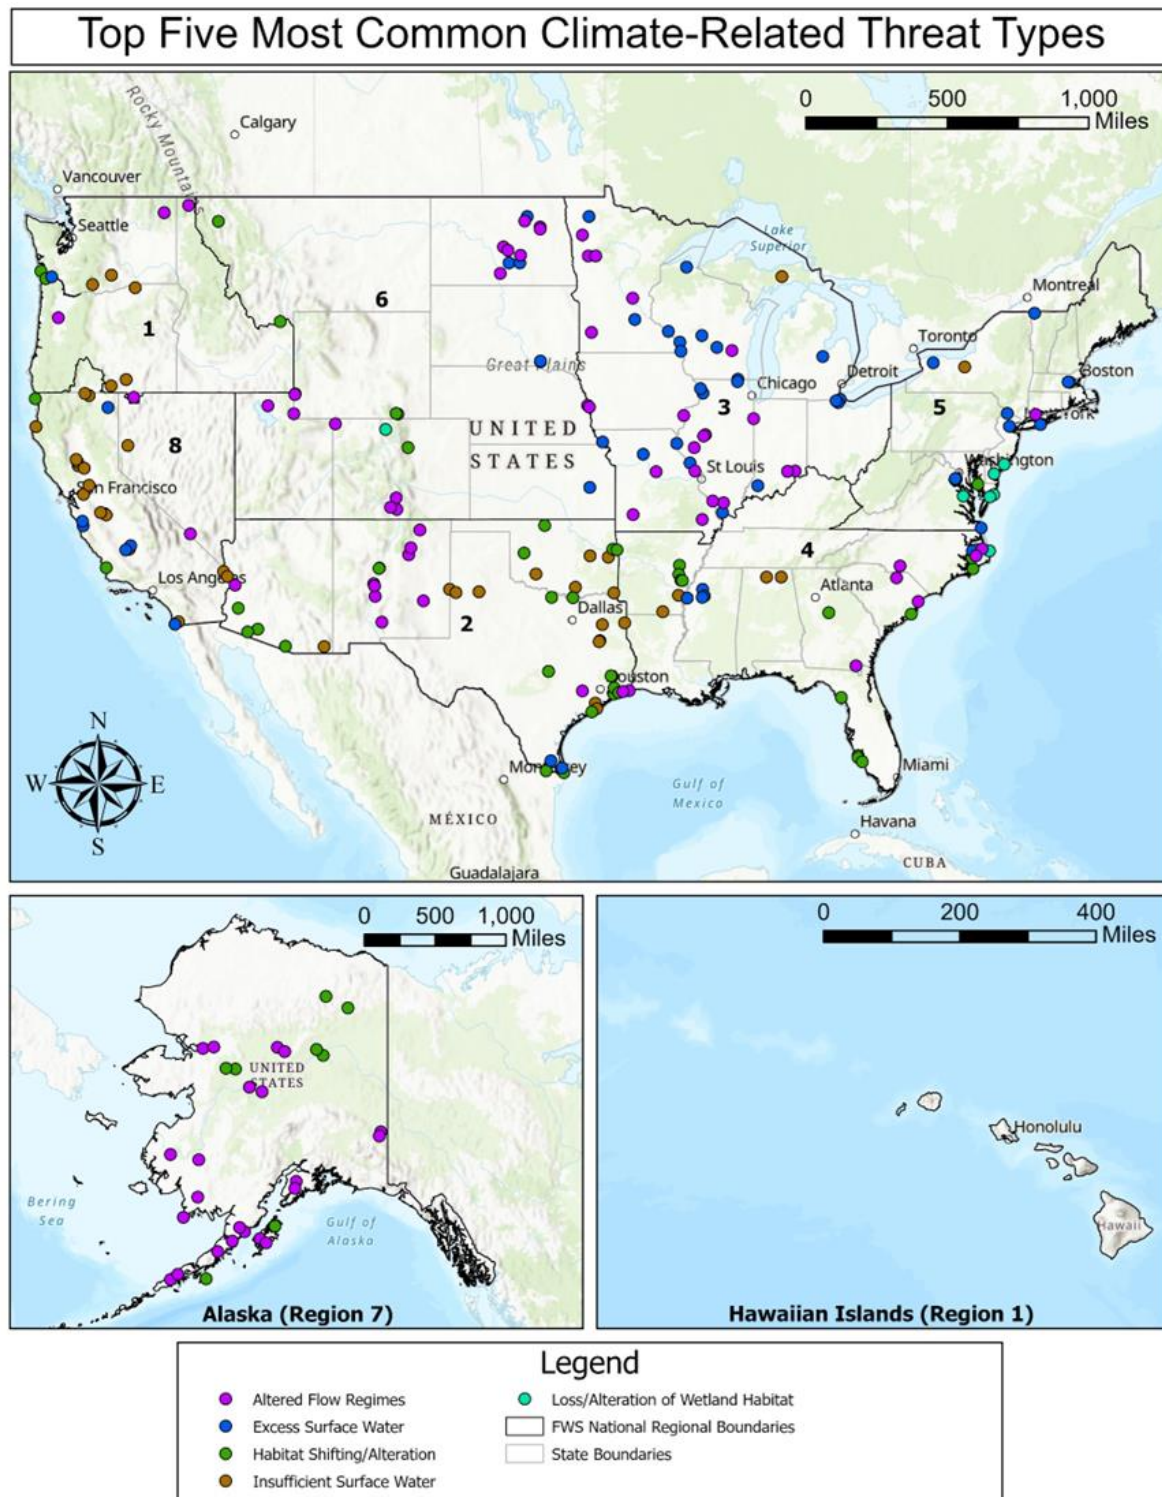 Top Five Most Common Climate-Related Threat Types
0 500 1,000
Miles
Rocky Mountains
Calgary
Vancouver
Seattle
Lake
Superior
Montreal
6
1
Toronto
Great Plains
Detroit
Boston
Chicago
3
5
New York
UNITED
STATES
8
St Louis
Washington
San Francisco
4
Los Angeles
Atlanta
2
Dallas
Houston
N
W E
S
Monterrey
Miami
Gulf of
Mexico
MÉXICO
Havana
CUBA
Guadalajara
0 500 1,000
Miles
UNITED
STATES
Bering
Sea
Gulf of
Alaska
Alaska (Region 7)
0 200 400
Miles
Honolulu
Hawaii
Hawaiian Islands (Region 1)
Legend
Altered Flow Regimes
Excess Surface Water
Habitat Shifting/Alteration
Insufficient Surface Water
Loss/Alteration of Wetland Habitat
FWS National Regional Boundaries
State Boundaries